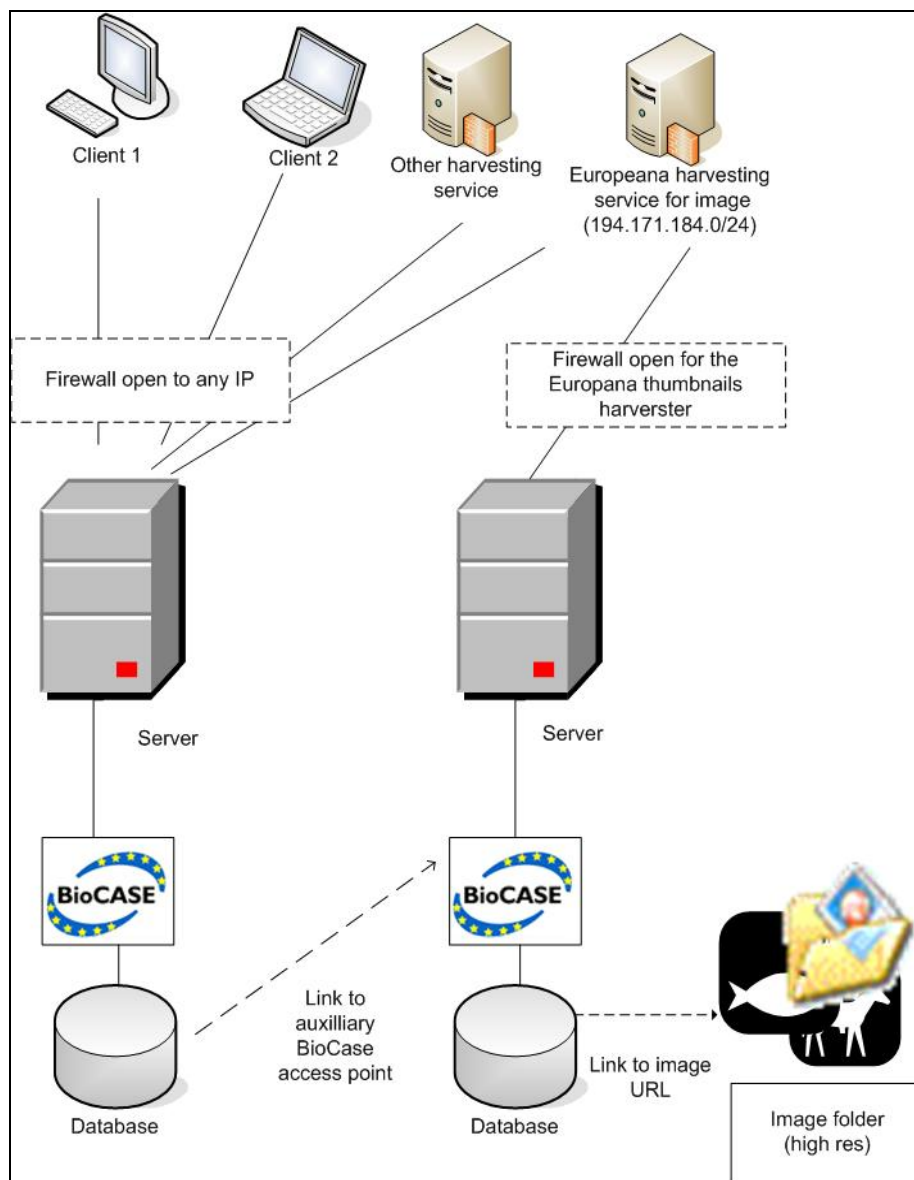 Client 1
Client 2
Other harvesting
service
Europeana harvesting
service for image
(194.171.184.0/24)
Firewall open to any IP
Firewall open for the
Europana thumbnails
harverster
Server
Server
BioCASE
BioCASE
Link to
auxilliary
BioCase
access point
Link to image
URL
Database
Database
Image folder
(high res)